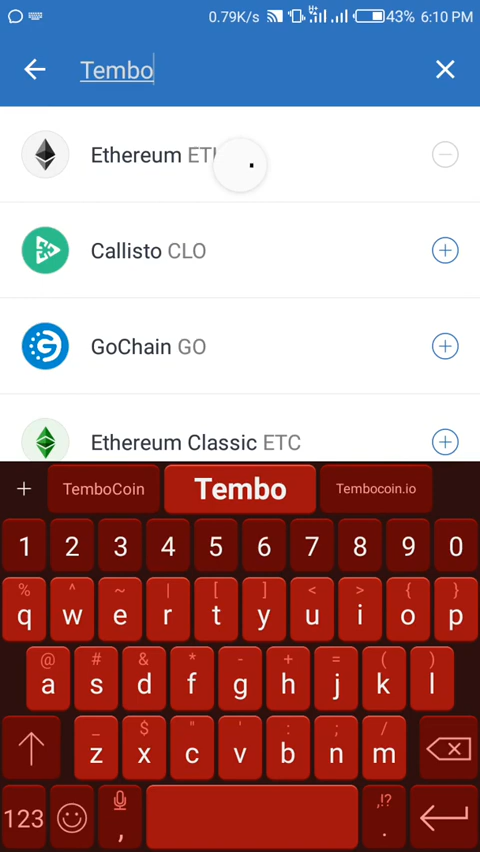 0.79K/s 43% 6:10 PM
Tembo
Ethereum
Callisto CLO
GoChain GO
Ethereum Classic ETC
+ TemboCoin Tembo Tembocoin.io
1 2 3 4 5 6 7 8 9 0
% ^ ~ | [ ] < > { }
q w e r t y u i o p
@ # & * - + = ( )
a s d f g h j k l
_ $ " ' : ; /
z x c v b n m
123 , ,!? .